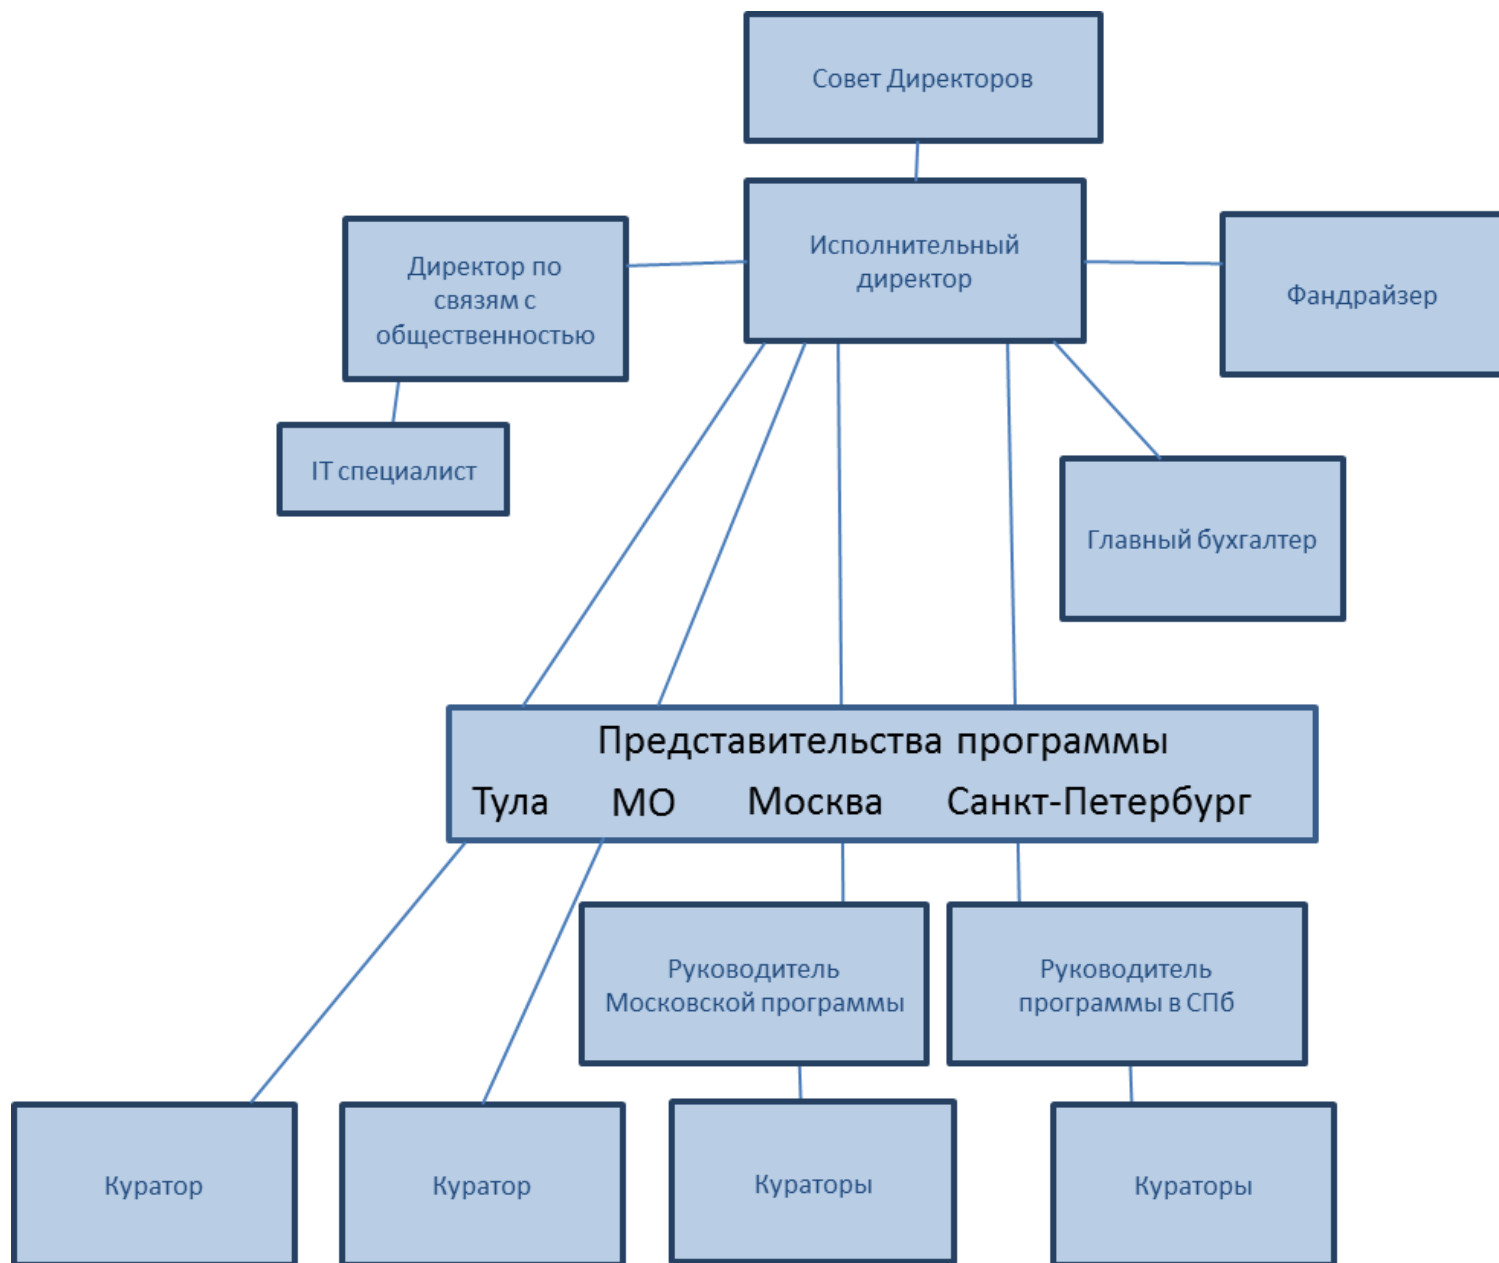 Совет Директоров
Исполнительный
директор
Директор по
связям с
общественностью
Фандрайзер
IT специалист
Главный бухгалтер
Представительства программы
Тула МО Москва Санкт-Петербург
Руководитель
Московской программы
Руководитель
программы в СПб
Куратор
Куратор
Кураторы
Кураторы